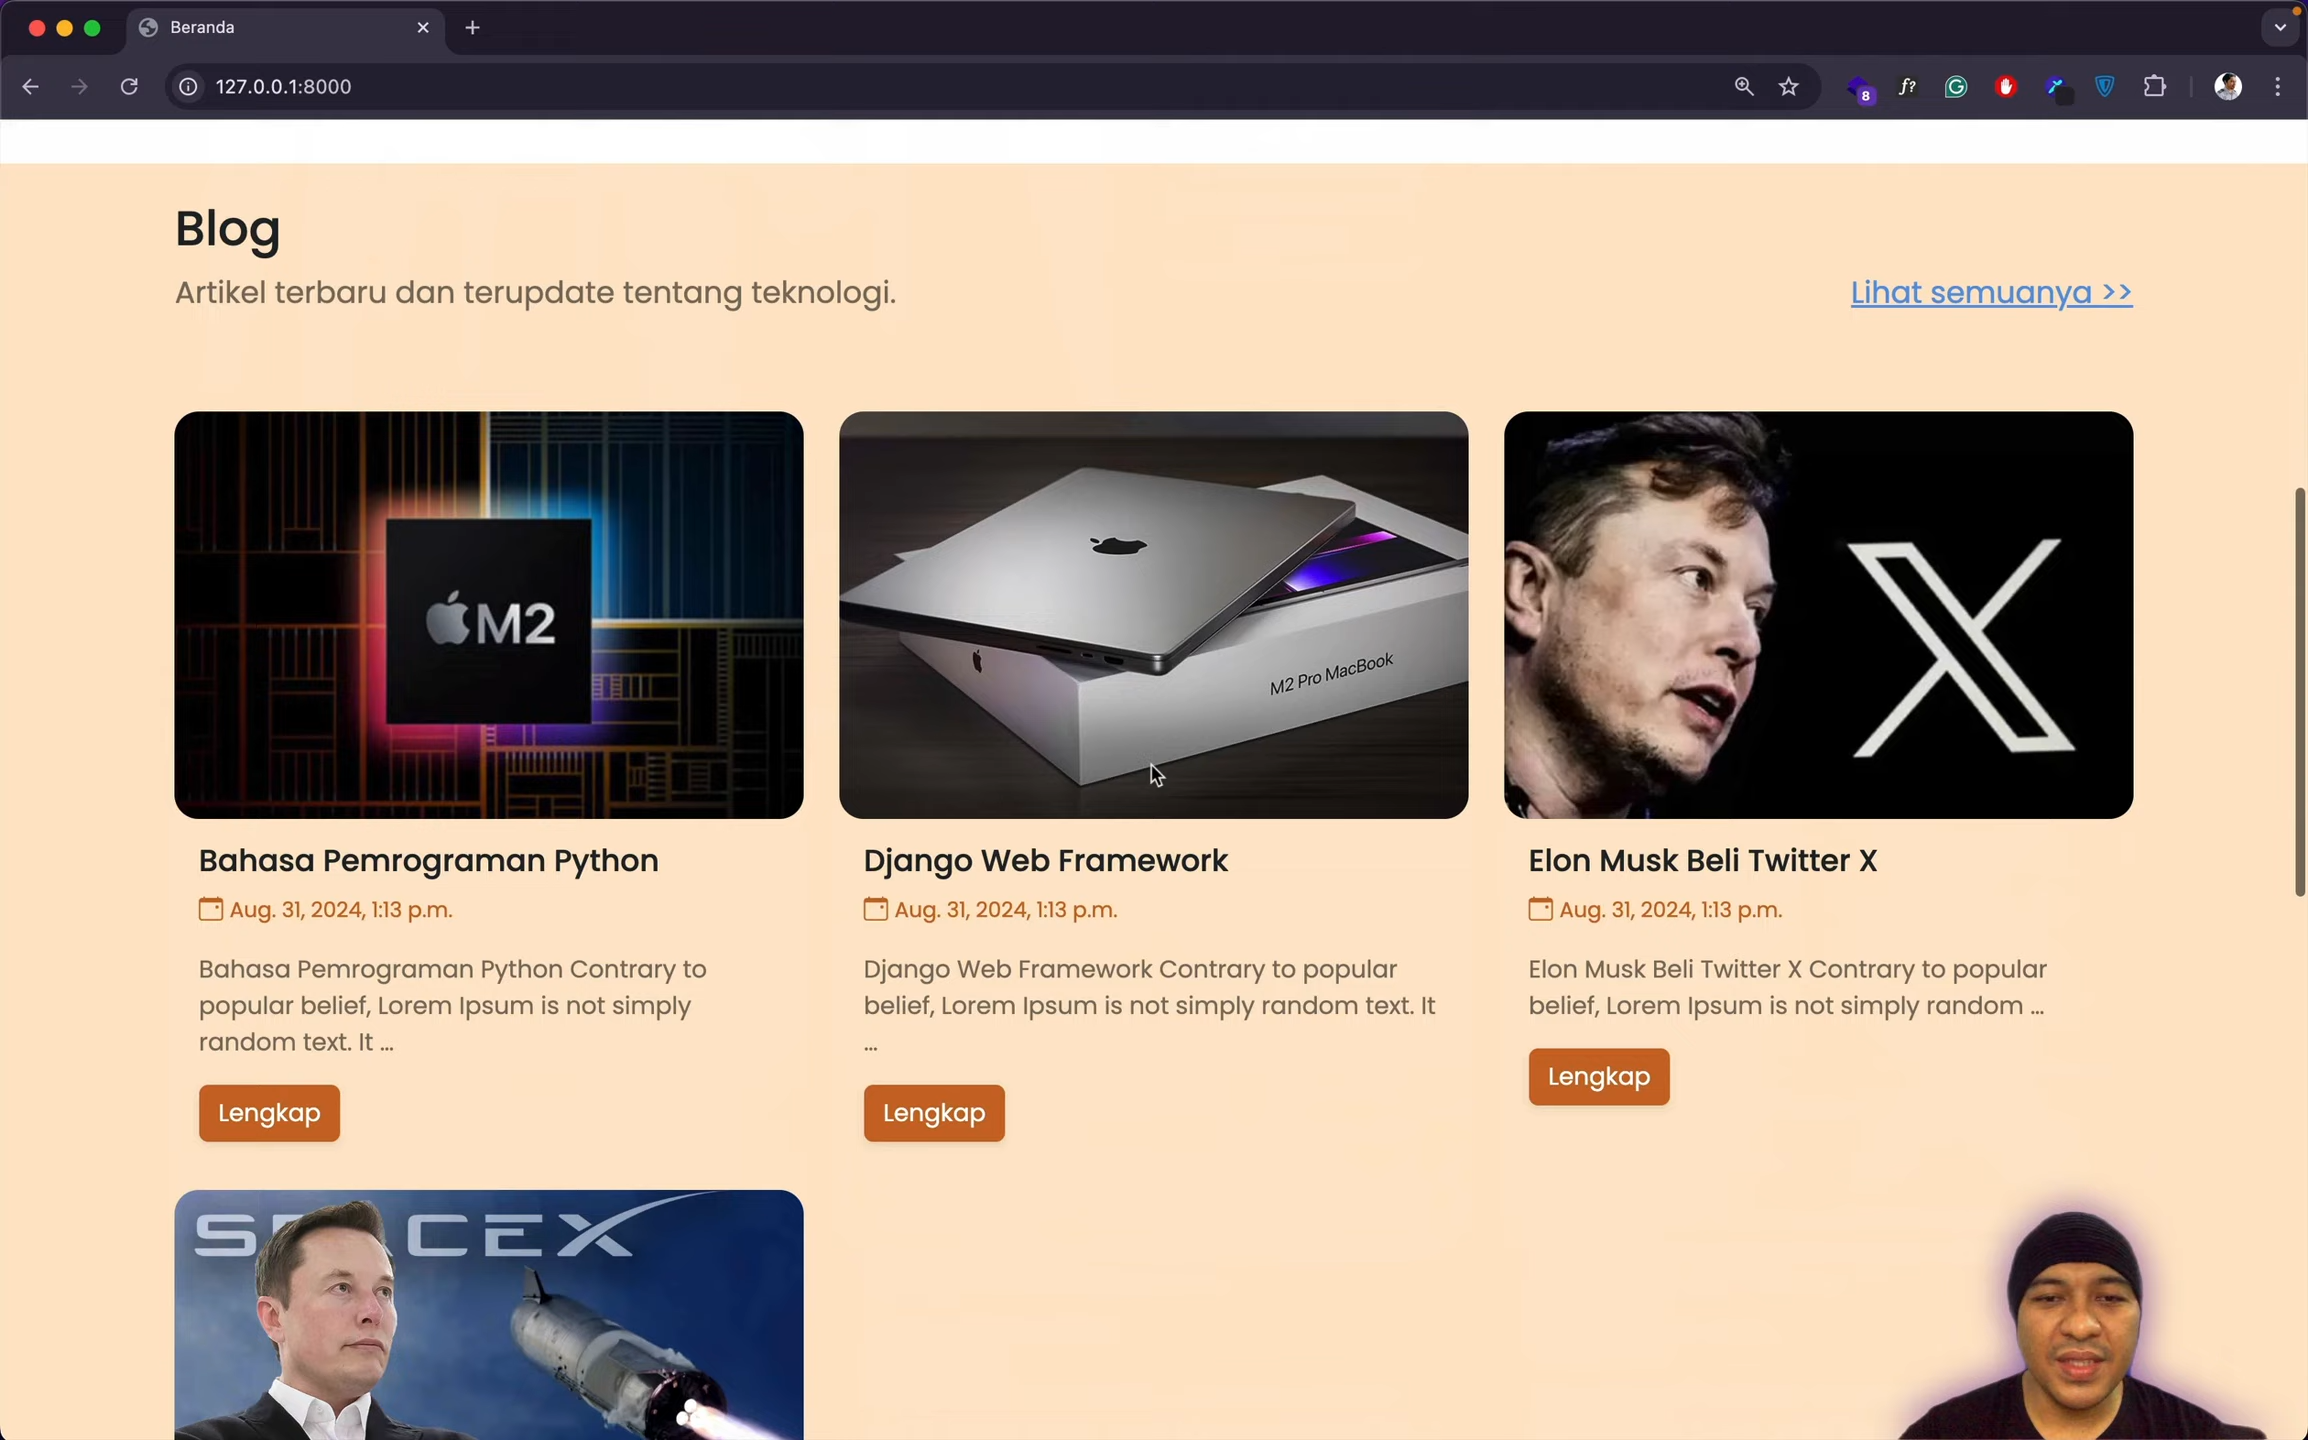 Beranda
127.0.0.1:8000
8
f?
Blog
Artikel terbaru dan terupdate tentang teknologi.
Lihat semuanya >>
M2
M2 Pro MacBook
X
Bahasa Pemrograman Python
Aug. 31, 2024, 1:13 p.m.
Bahasa Pemrograman Python Contrary to
popular belief, Lorem Ipsum is not simply
random text. It ...
Lengkap
Django Web Framework
Aug. 31, 2024, 1:13 p.m.
Django Web Framework Contrary to popular
belief, Lorem Ipsum is not simply random text. It
...
Lengkap
Elon Musk Beli Twitter X
Aug. 31, 2024, 1:13 p.m.
Elon Musk Beli Twitter X Contrary to popular
belief, Lorem Ipsum is not simply random ...
Lengkap
SPACEX